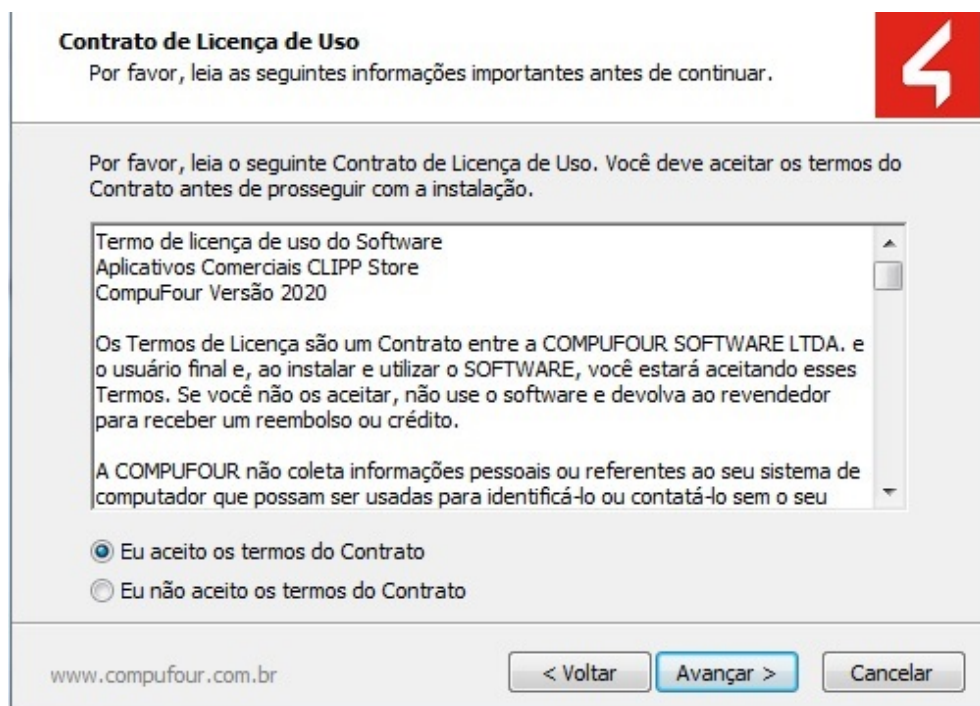 Contrato de Licença de Uso
Por favor, leia as seguintes informações importantes antes de continuar.
Por favor, leia o seguinte Contrato de Licença de Uso. Você deve aceitar os termos do
Contrato antes de prosseguir com a instalação.
Termo de licença de uso do Software
Aplicativos Comerciais CLIPP Store
CompuFour Versão 2020
Os Termos de Licença são um Contrato entre a COMPUFOUR SOFTWARE LTDA. e
o usuário final e, ao instalar e utilizar o SOFTWARE, você estará aceitando esses
Termos. Se você não os aceitar, não use o software e devolva ao revendedor
para receber um reembolso ou crédito.
A COMPUFOUR não coleta informações pessoais ou referentes ao seu sistema de
computador que possam ser usadas para identificá-lo ou contatá-lo sem o seu
Eu aceito os termos do Contrato
Eu não aceito os termos do Contrato
www.compufour.com.br
< Voltar
Avançar >
Cancelar